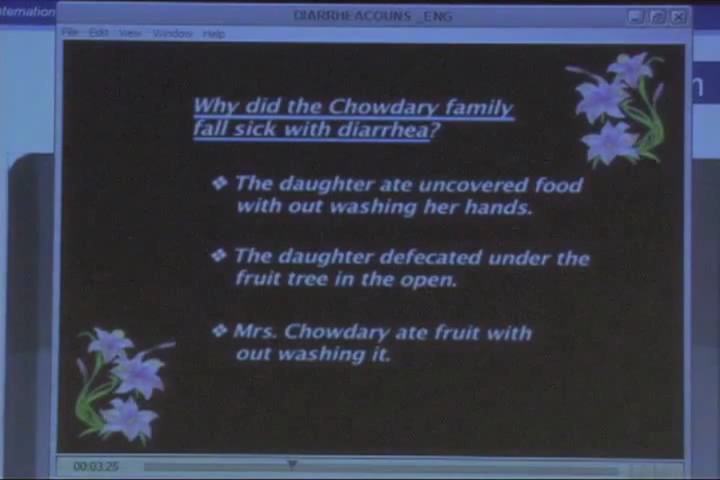 DIARRHEACOUNS _ENG
File Edit View Window Help
Why did the Chowdary family
fall sick with diarrhea?
❖ The daughter ate uncovered food
with out washing her hands.
❖ The daughter defecated under the
fruit tree in the open.
❖ Mrs. Chowdary ate fruit with
out washing it.
00:03:25